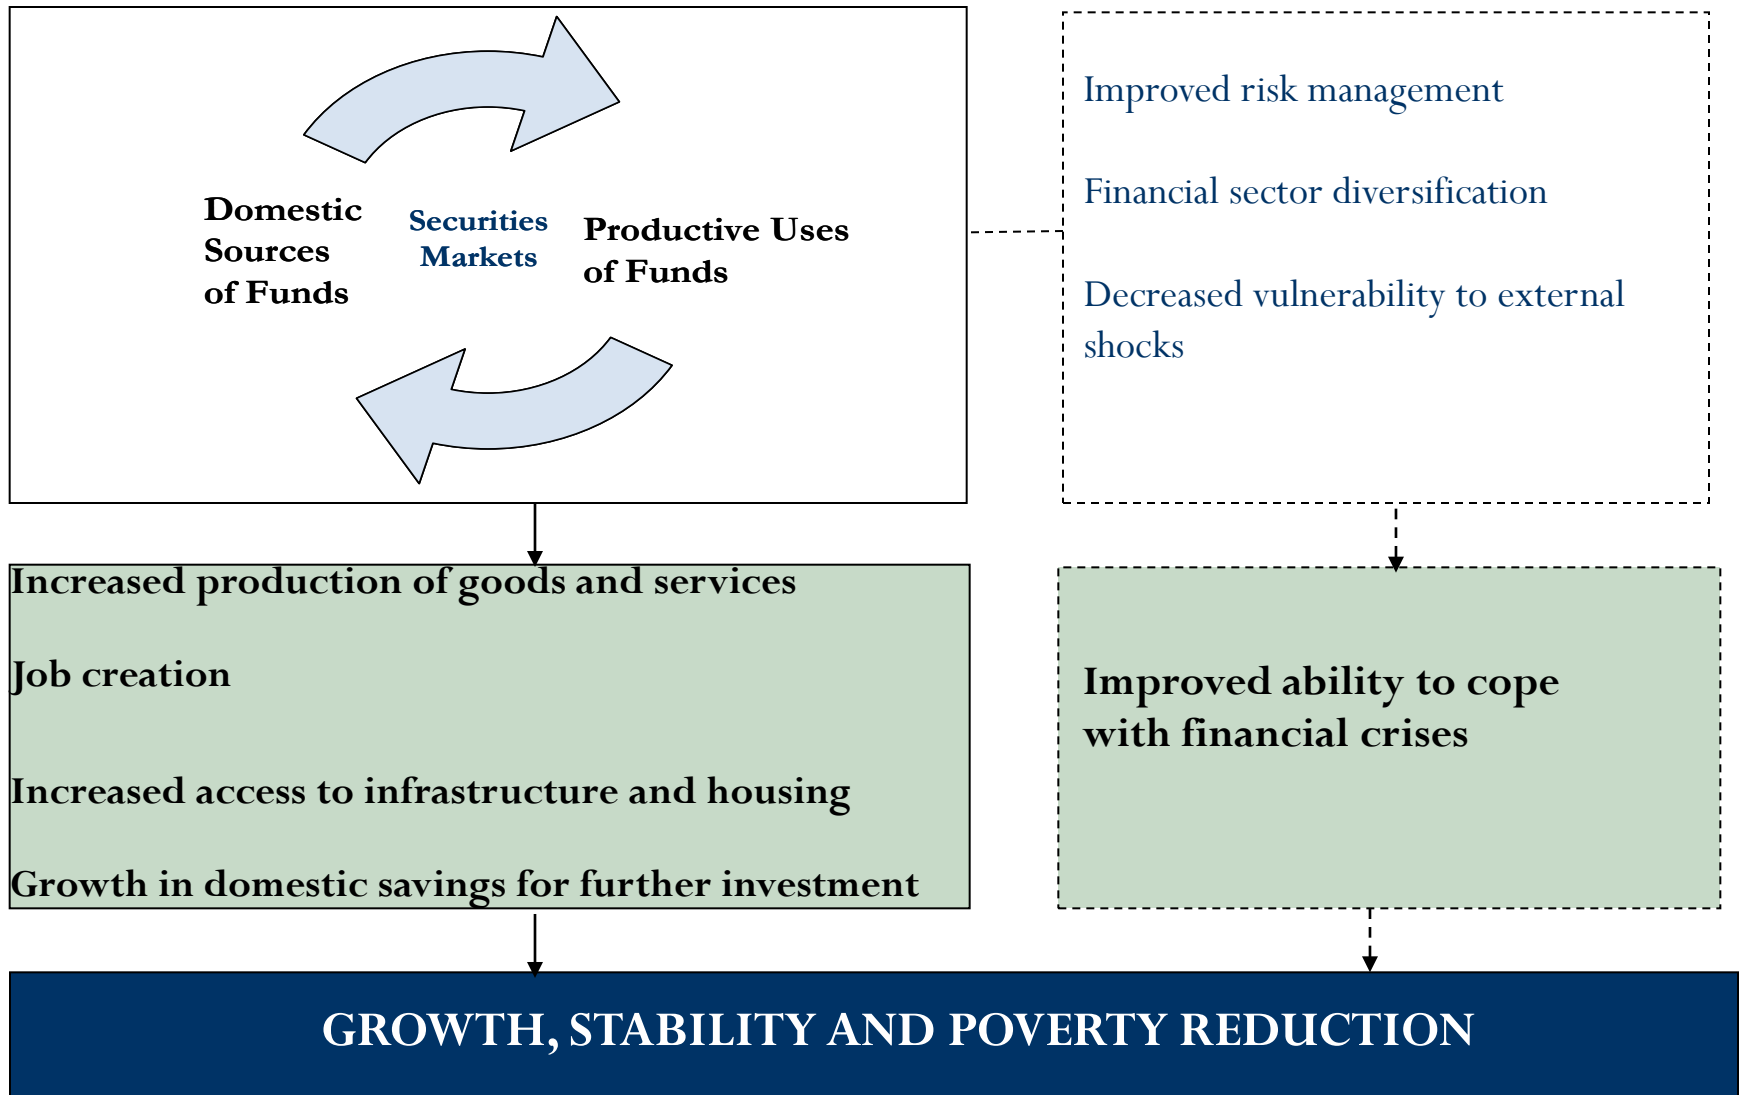 Domestic
Sources
of Funds
Securities
Markets
Productive Uses
of Funds
Improved risk management
Financial sector diversification
Decreased vulnerability to external
shocks
Increased production of goods and services
Job creation
Increased access to infrastructure and housing
Growth in domestic savings for further investment
Improved ability to cope
with financial crises
GROWTH, STABILITY AND POVERTY REDUCTION